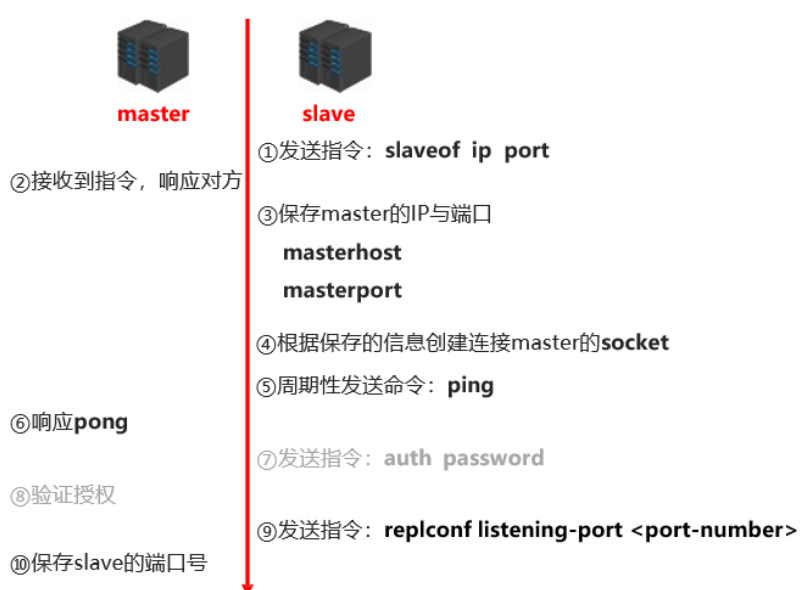 master
slave
①发送指令：slaveof ip port
②接收到指令，响应对方
③保存master的IP与端口
masterhost
masterport
④根据保存的信息创建连接master的socket
⑤周期性发送命令：ping
⑥响应pong
⑦发送指令：auth password
⑧验证授权
⑨发送指令：replconf listening-port <port-number>
⑩保存slave的端口号